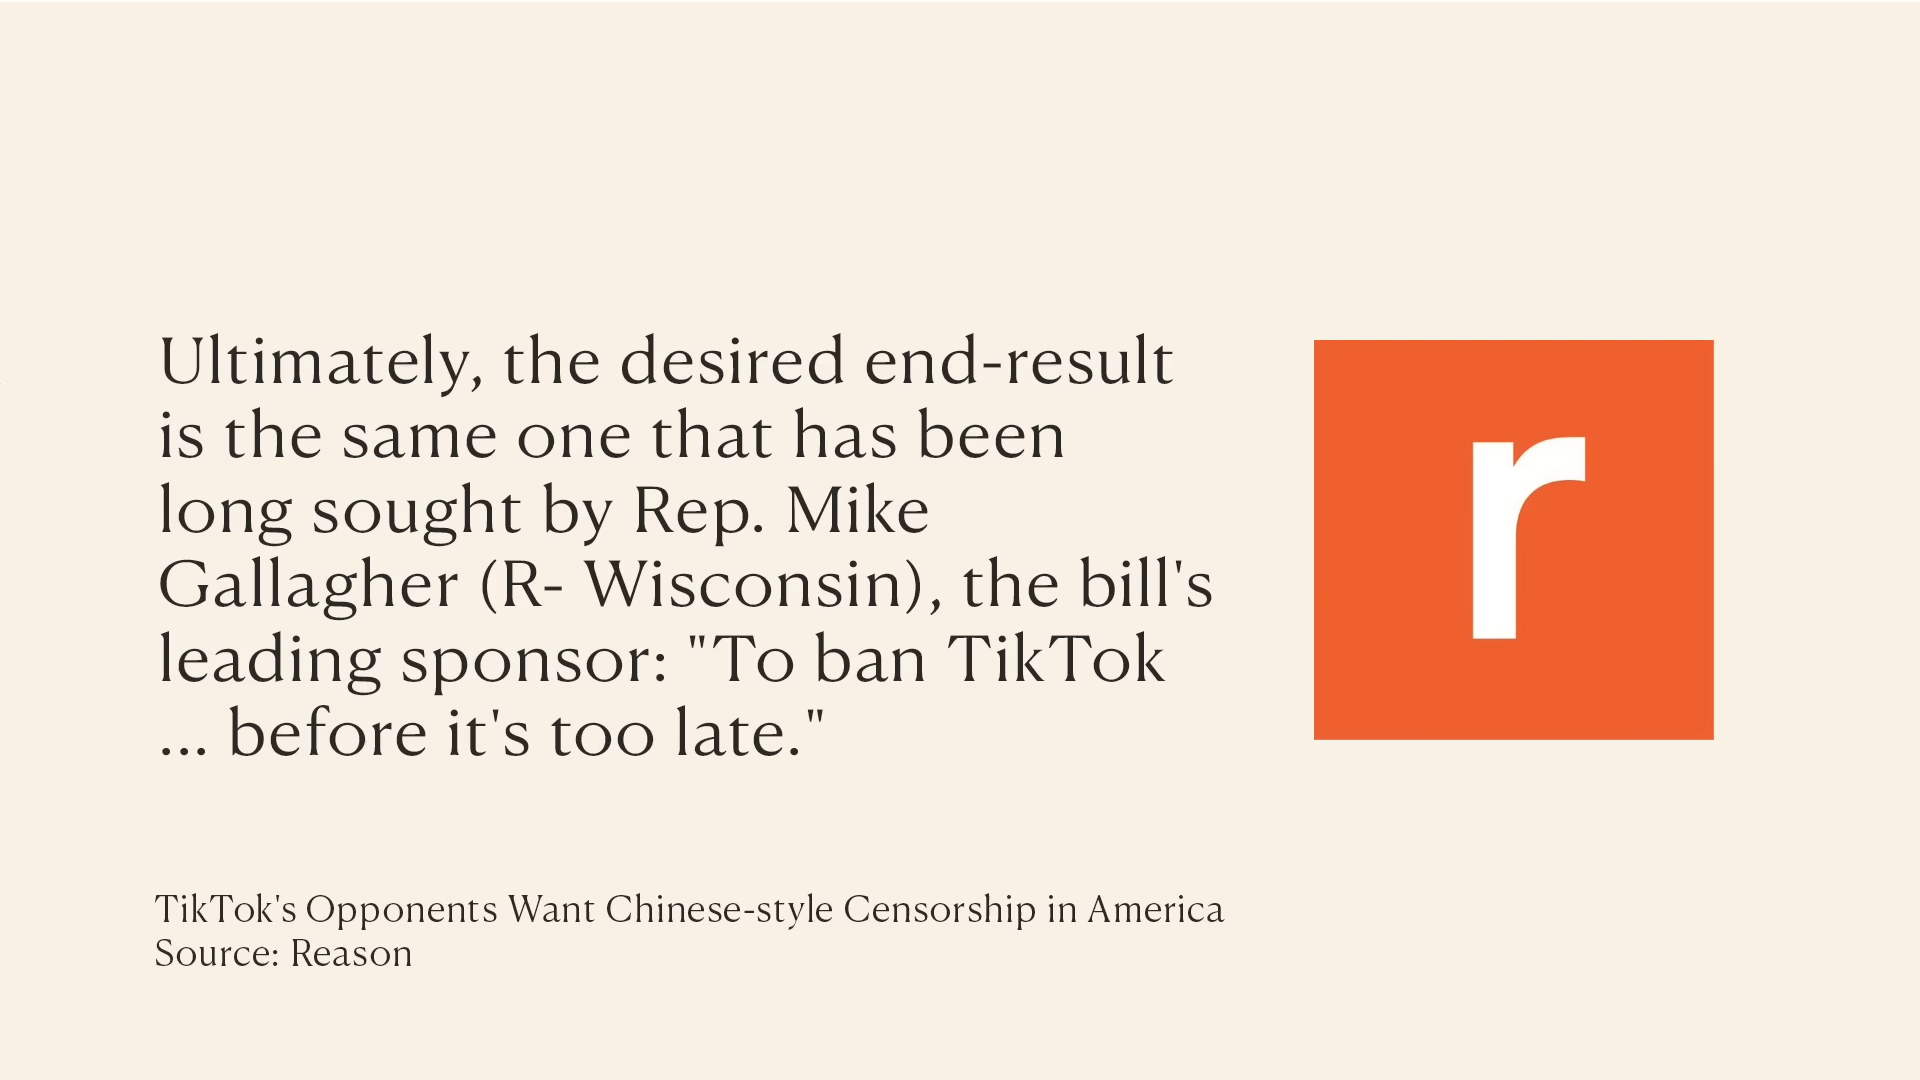 Ultimately, the desired end-result
is the same one that has been
long sought by Rep. Mike
Gallagher (R- Wisconsin), the bill's
leading sponsor: "To ban TikTok
... before it's too late."
r
TikTok's Opponents Want Chinese-style Censorship in America
Source: Reason